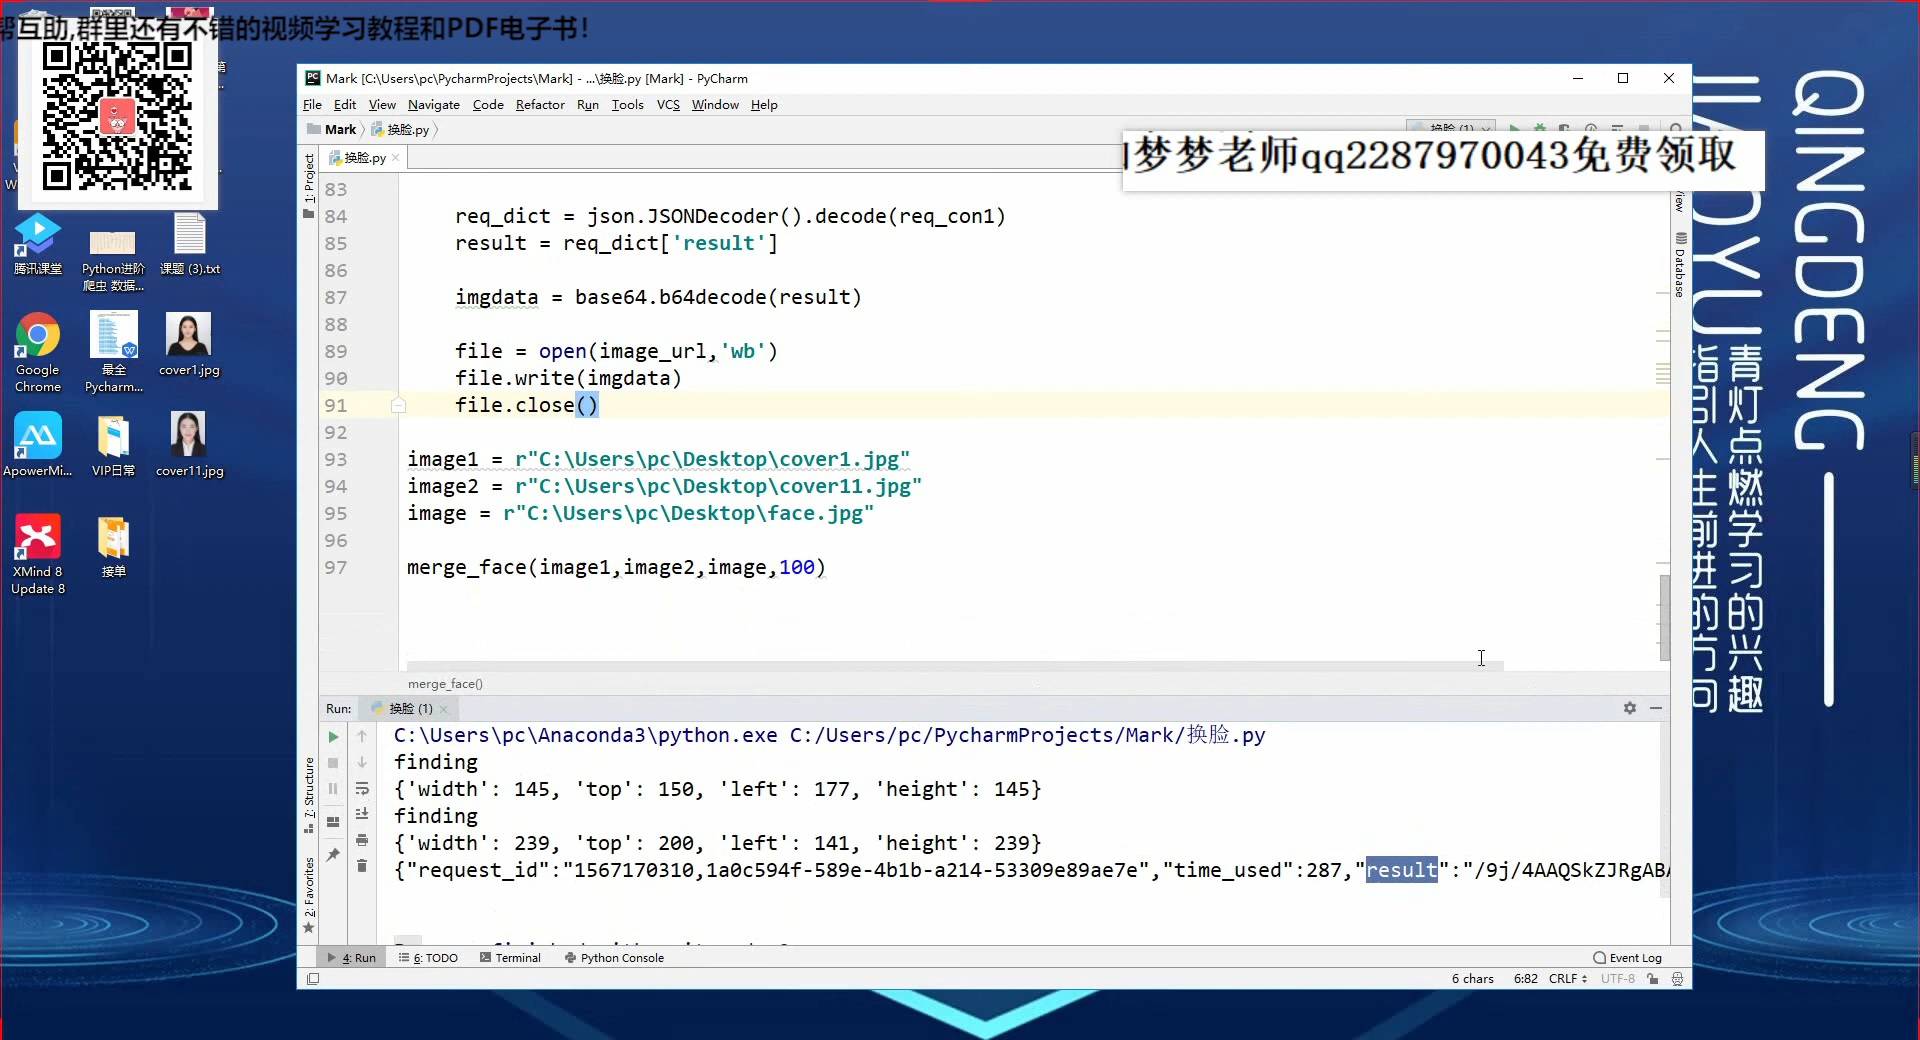 帮互助,群里还有不错的视频学习教程和PDF电子书!
Mark [C:\Users\pc\PycharmProjects\Mark] - ...\换脸.py [Mark] - PyCharm
File Edit View Navigate Code Refactor Run Tools VCS Window Help
Mark 换脸.py
换脸 (1)
梦梦老师qq2287970043免费领取
换脸.py
1: Project
83
84 req_dict = json.JSONDecoder().decode(req_con1)
85 result = req_dict['result']
86
87 imgdata = base64.b64decode(result)
88
89 file = open(image_url,'wb')
90 file.write(imgdata)
91 file.close()
92
93 image1 = r"C:\Users\pc\Desktop\cover1.jpg"
94 image2 = r"C:\Users\pc\Desktop\cover11.jpg"
95 image = r"C:\Users\pc\Desktop\face.jpg"
96
97 merge_face(image1,image2,image,100)
merge_face()
Database
Run: 换脸 (1)
C:\Users\pc\Anaconda3\python.exe C:/Users/pc/PycharmProjects/Mark/换脸.py
finding
{'width': 145, 'top': 150, 'left': 177, 'height': 145}
finding
{'width': 239, 'top': 200, 'left': 141, 'height': 239}
{"request_id":"1567170310,1a0c594f-589e-4b1b-a214-53309e89ae7e","time_used":287,"result":"/9j/4AAQSkZJRgABA
7: Structure
2: Favorites
4: Run 6: TODO Terminal Python Console Event Log
6 chars 6:82 CRLF UTF-8
腾讯课堂
Python进阶
爬虫 数据...
课题 (3).txt
Google
Chrome
最全
Pycharm...
cover1.jpg
ApowerMi...
VIP日常
cover11.jpg
XMind 8
Update 8
接单
QINGDENG
JIAODYU
青灯点燃学习的兴趣
指引人生前进的方向